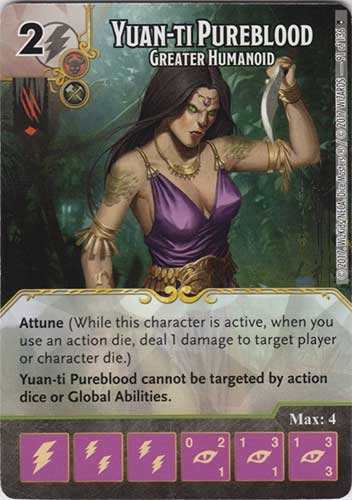 2
YUAN-TI PUREBLOOD
GREATER HUMANOID
Attune (While this character is active, when you
use an action die, deal 1 damage to target player
or character die.)
Yuan-ti Pureblood cannot be targeted by action
dice or Global Abilities.
Max: 4
0 2
1
1 3
1
1 3
3